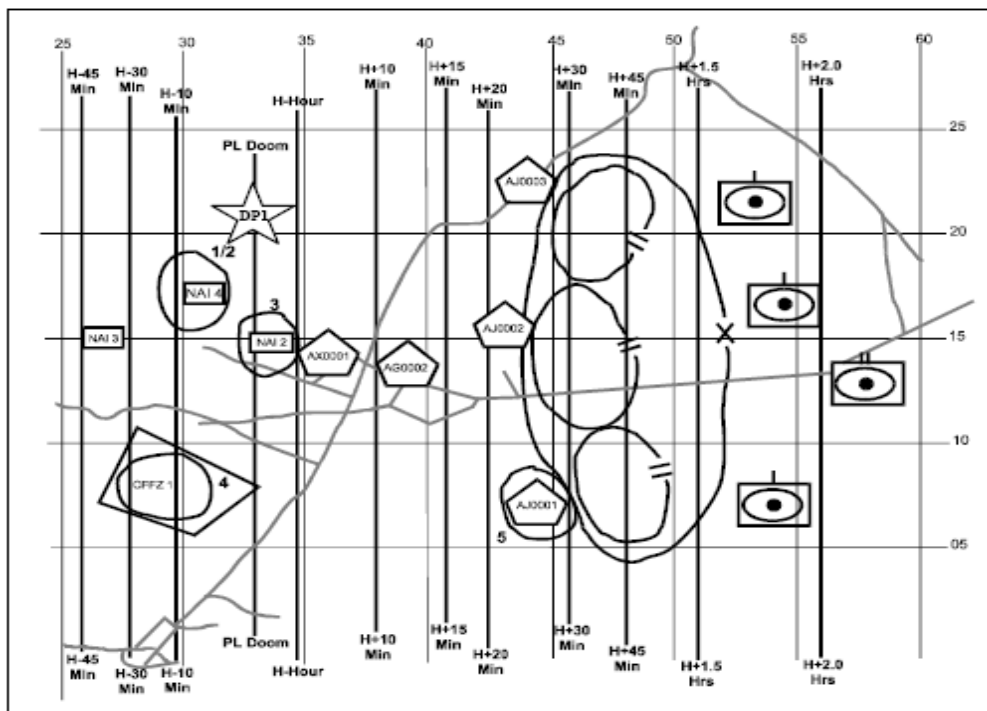 25 30 35 40 45 50 55 60
H-45 Min
H-30 Min
H-10 Min
PL Doom
H-Hour
H+10 Min
H+15 Min
H+20 Min
H+30 Min
H+45 Min
H+1.5 Hrs
H+2.0 Hrs
25
AJ0003
DP1
20
1/2
NAI 4
3
NAI 3
NAI 2
AX0001
AG0002
AJ0002
15
10
CFFZ 1
4
AJ0001
5
05
H-45 Min
H-30 Min
H-10 Min
PL Doom
H-Hour
H+10 Min
H+15 Min
H+20 Min
H+30 Min
H+45 Min
H+1.5 Hrs
H+2.0 Hrs